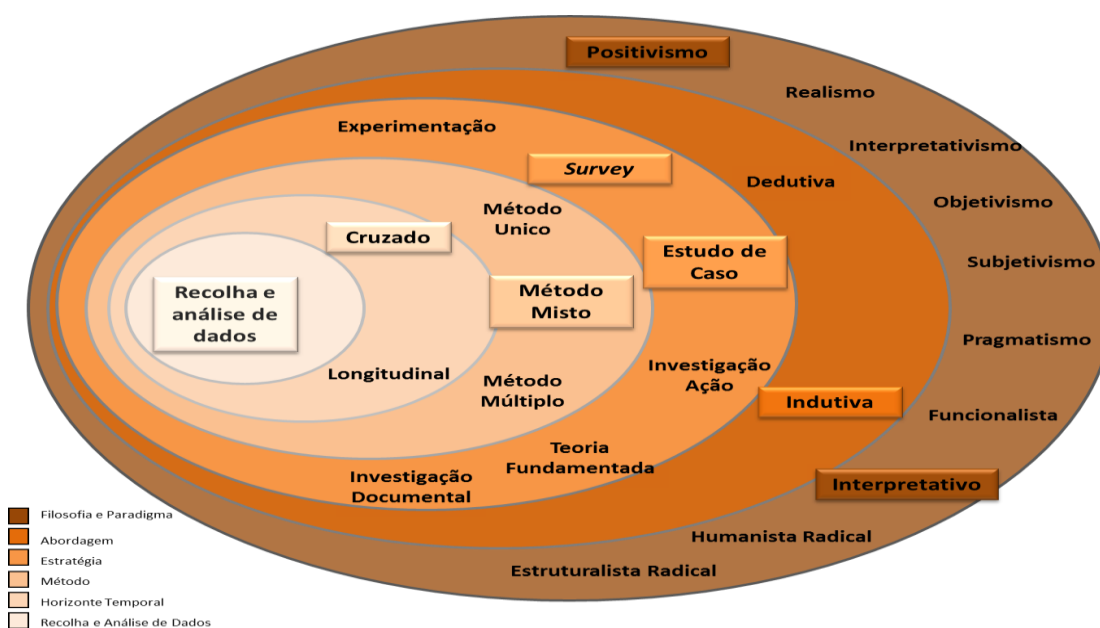 Positivismo
Realismo
Experimentação
Interpretativismo
Survey
Dedutiva
Objetivismo
Método
Unico
Cruzado
Estudo de
Caso
Subjetivismo
Recolha e
análise de
dados
Método
Misto
Pragmatismo
Longitudinal
Método
Múltiplo
Investigação
Ação
Indutiva
Funcionalista
Teoria
Fundamentada
Investigação
Documental
Interpretativo
Humanista Radical
Estruturalista Radical
Filosofia e Paradigma
Abordagem
Estratégia
Método
Horizonte Temporal
Recolha e Análise de Dados